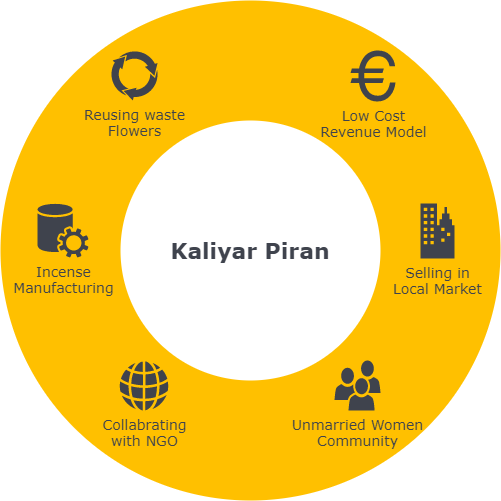 Reusing waste
Flowers
Low Cost
Revenue Model
Incense
Manufacturing
Kaliyar Piran
Selling in
Local Market
Collabrating
with NGO
Unmarried Women
Community